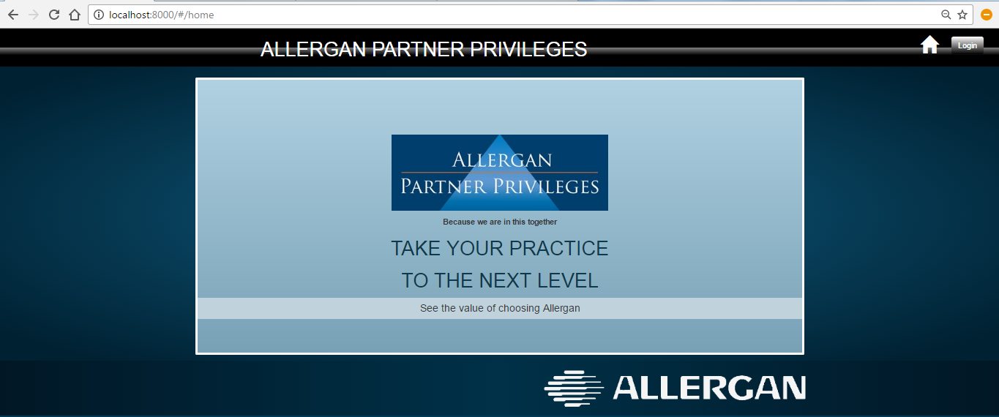 localhost:8000/#/home
ALLERGAN PARTNER PRIVILEGES
Login
ALLERGAN
PARTNER PRIVILEGES
Because we are in this together
TAKE YOUR PRACTICE
TO THE NEXT LEVEL
See the value of choosing Allergan
ALLERGAN